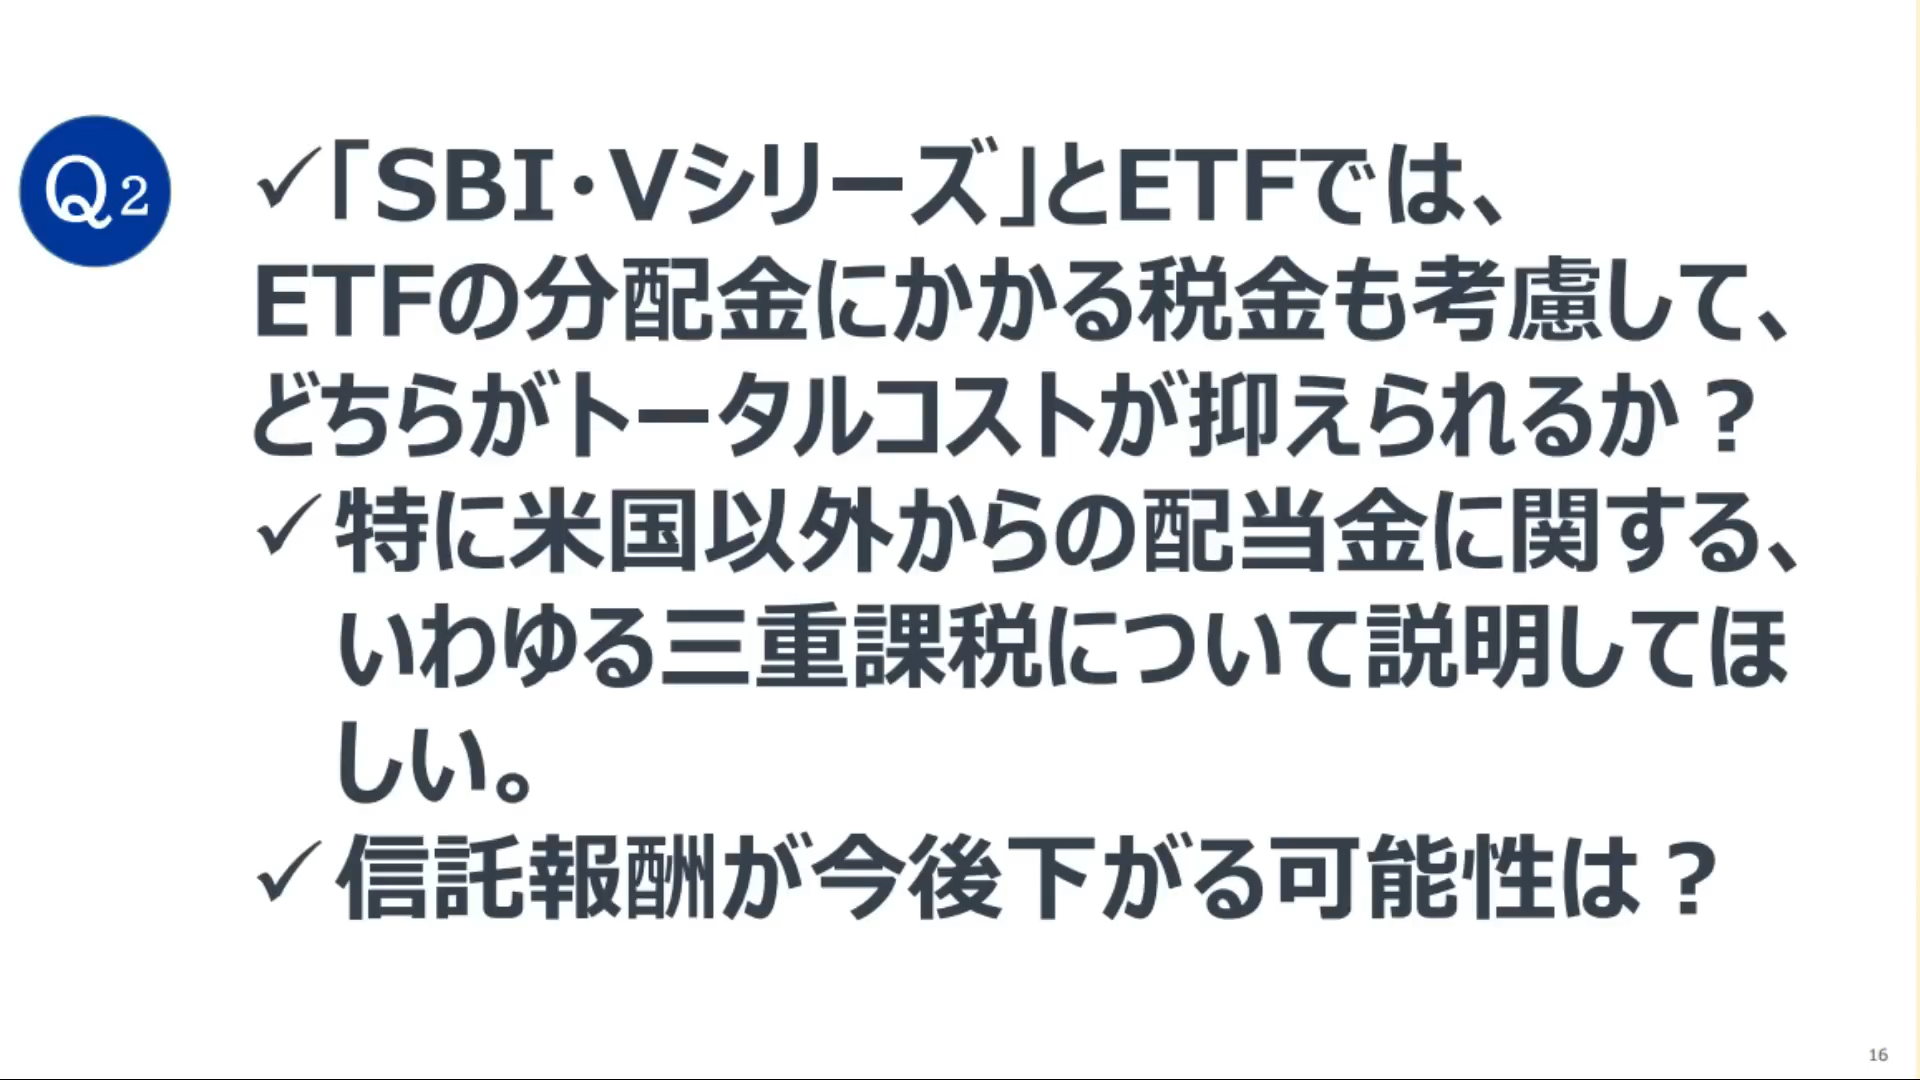 Q2
✓「SBI・Vシリーズ」とETFでは、
ETFの分配金にかかる税金も考慮して、
どちらがトータルコストが抑えられるか？
✓特に米国以外からの配当金に関する、
いわゆる三重課税について説明してほ
しい。
✓信託報酬が今後下がる可能性は？
16